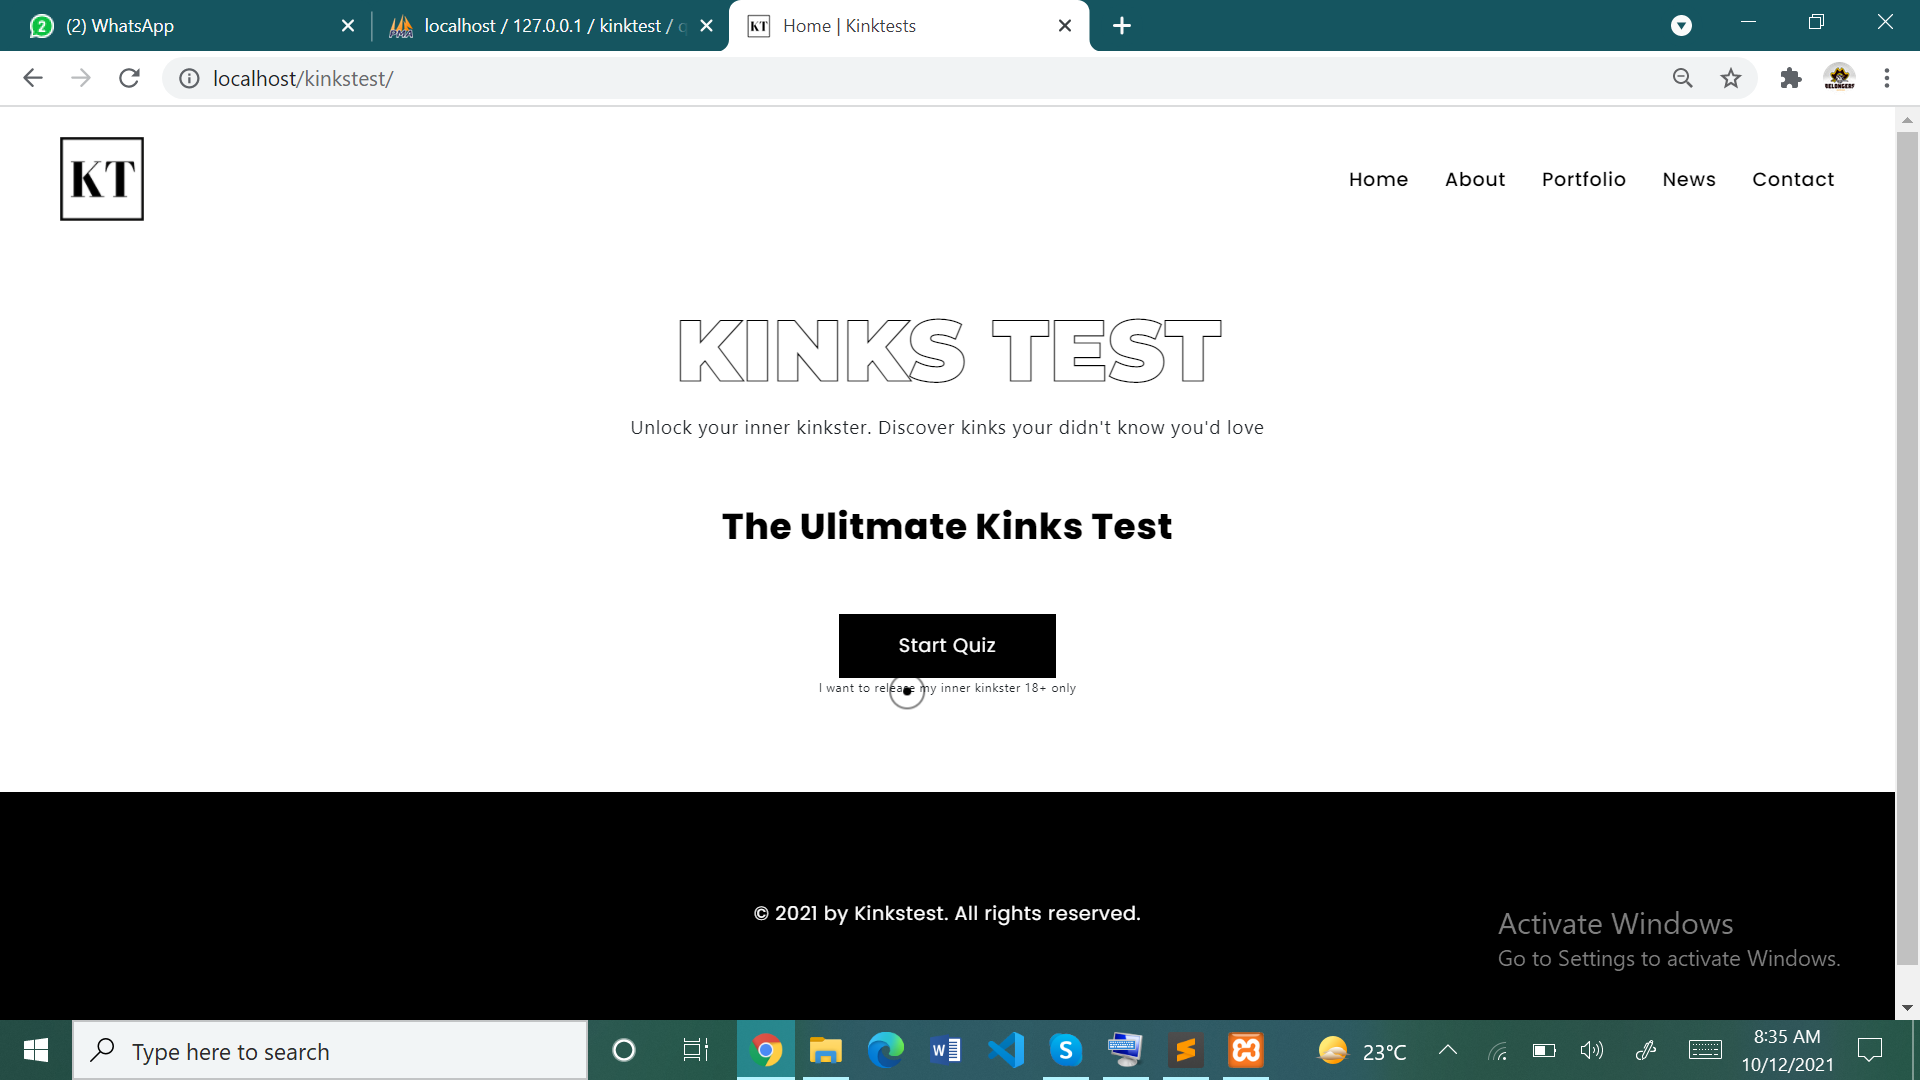 (2) WhatsApp
localhost / 127.0.0.1 / kinktest / q
KT Home | Kinktests
localhost/kinkstest/
KT
Home About Portfolio News Contact
KINKS TEST
Unlock your inner kinkster. Discover kinks your didn't know you'd love
The Ulitmate Kinks Test
Start Quiz
I want to release my inner kinkster 18+ only
© 2021 by Kinkstest. All rights reserved.
Activate Windows
Go to Settings to activate Windows.
Type here to search
23°C
8:35 AM
10/12/2021